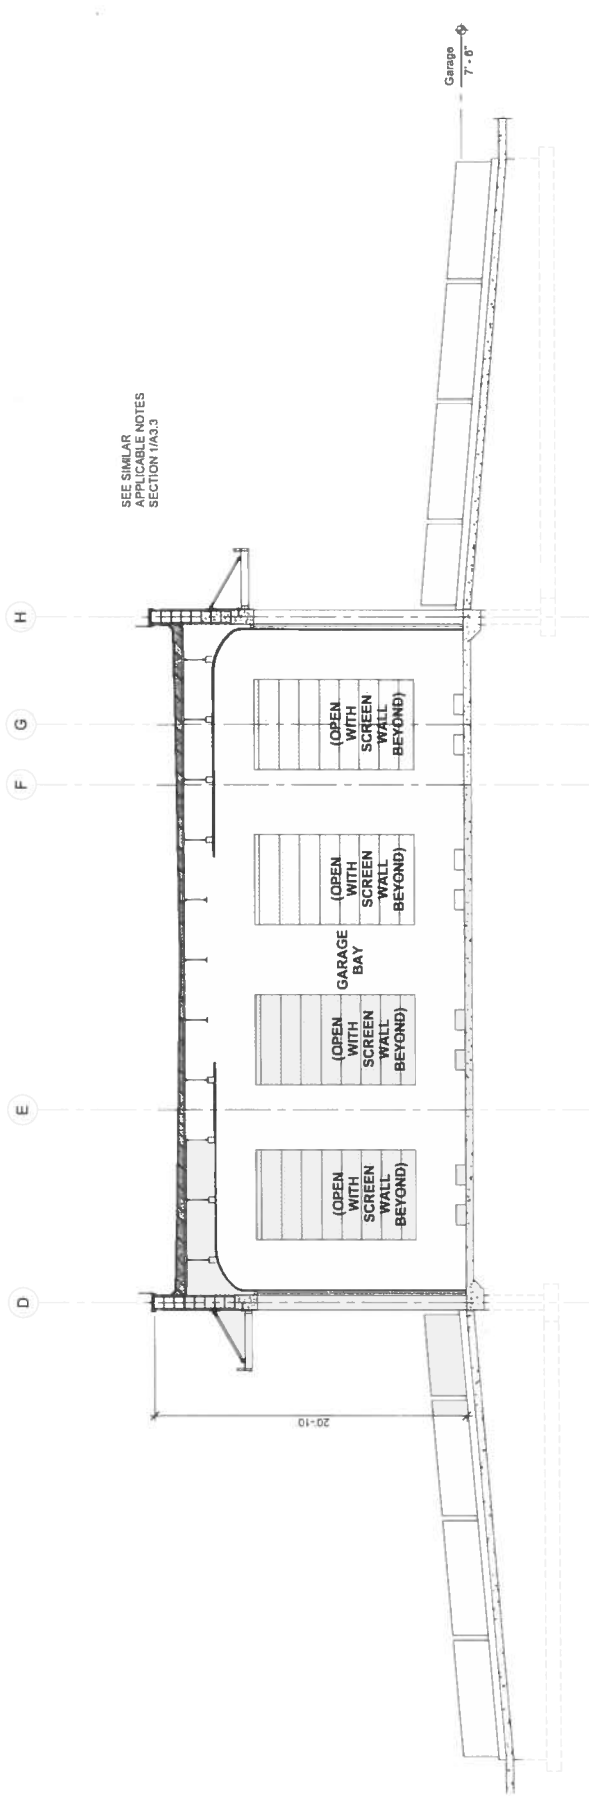 D
E
F
G
H
SEE SIMILAR
APPLICABLE NOTES
SECTION 1/A3.3
Garage
7' - 6"
20'-10
(OPEN
WITH
SCREEN
WALL
BEYOND)
(OPEN
WITH
SCREEN
WALL
BEYOND)
GARAGE
BAY
(OPEN
WITH
SCREEN
WALL
BEYOND)
(OPEN
WITH
SCREEN
WALL
BEYOND)